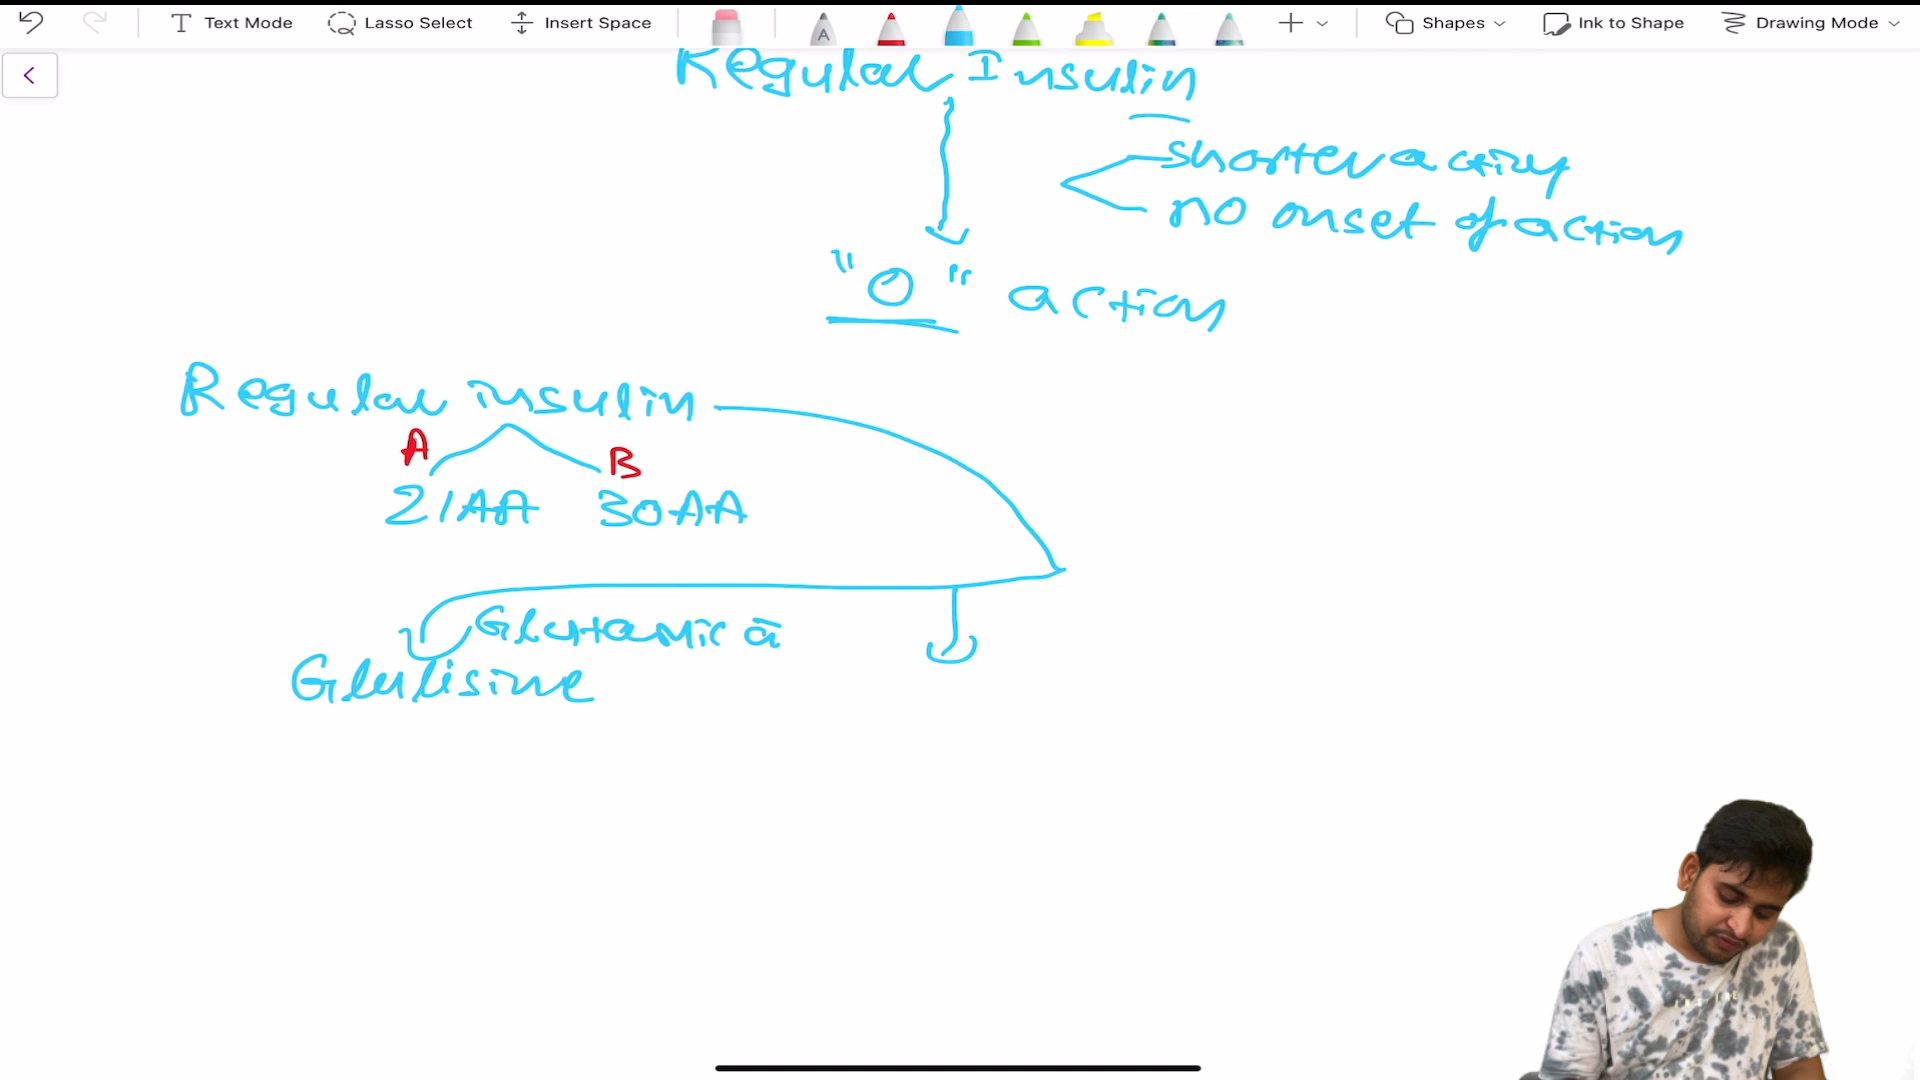 Text Mode Lasso Select Insert Space A Shapes Ink to Shape Drawing Mode
Regular Insulin
shorter acting
no onset of action
"O" action
Regular insulin
A B
21AA 30AA
Glutamic a
Glulisine